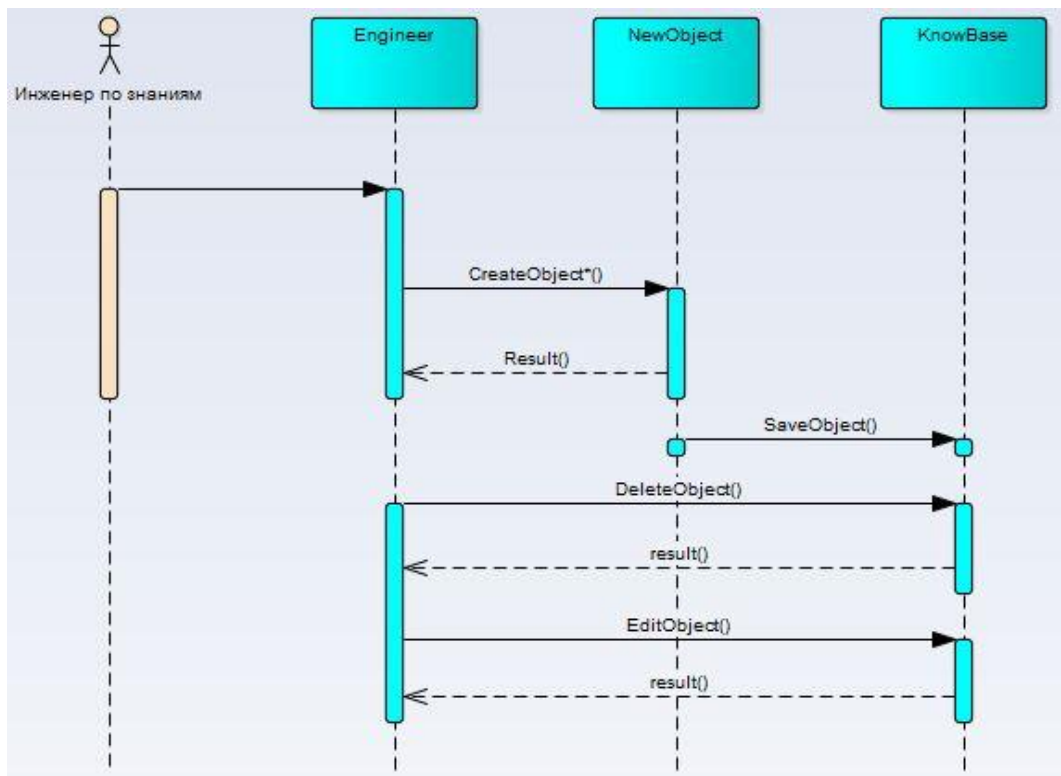 Engineer
NewObject
KnowBase
Инженер по знаниям
CreateObject*()
Result()
SaveObject()
DeleteObject()
result()
EditObject()
result()